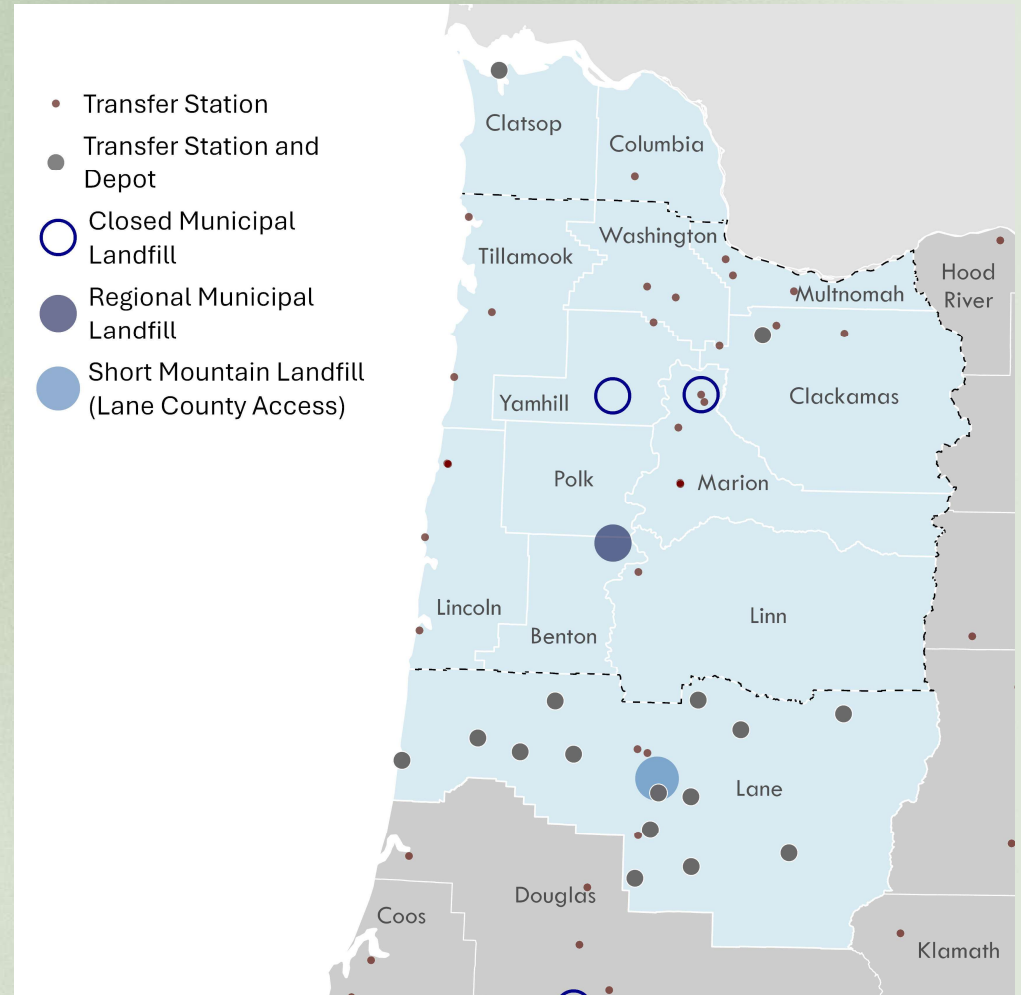 Transfer Station
Transfer Station and
Depot
Closed Municipal
Landfill
Regional Municipal
Landfill
Short Mountain Landfill
(Lane County Access)
Clatsop
Columbia
Washington
Tillamook
Hood
River
Multnomah
Yamhill
Clackamas
Polk
Marion
Lincoln
Benton
Linn
Lane
Douglas
Coos
Klamath